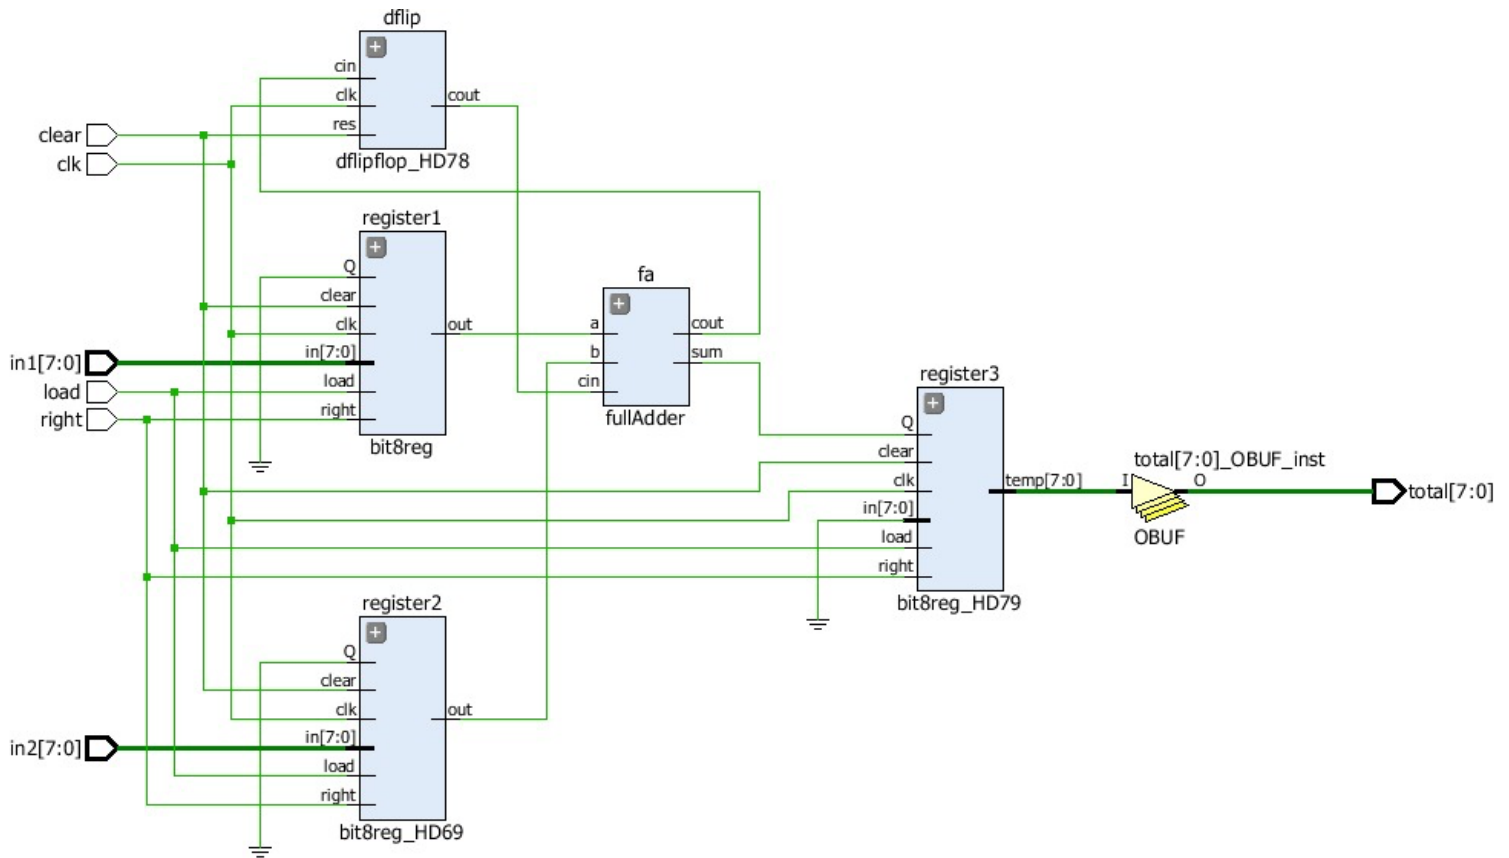 dflip
cin
clk
res
cout
dflipflop_HD78
clear
clk
register1
Q
clear
clk
in[7:0]
load
right
out
bit8reg
in1[7:0]
load
right
fa
a
b
cin
cout
sum
fullAdder
register3
Q
clear
clk
in[7:0]
load
right
temp[7:0]
bit8reg_HD79
total[7:0]_OBUF_inst
I
O
OBUF
total[7:0]
register2
Q
clear
clk
in[7:0]
load
right
out
bit8reg_HD69
in2[7:0]